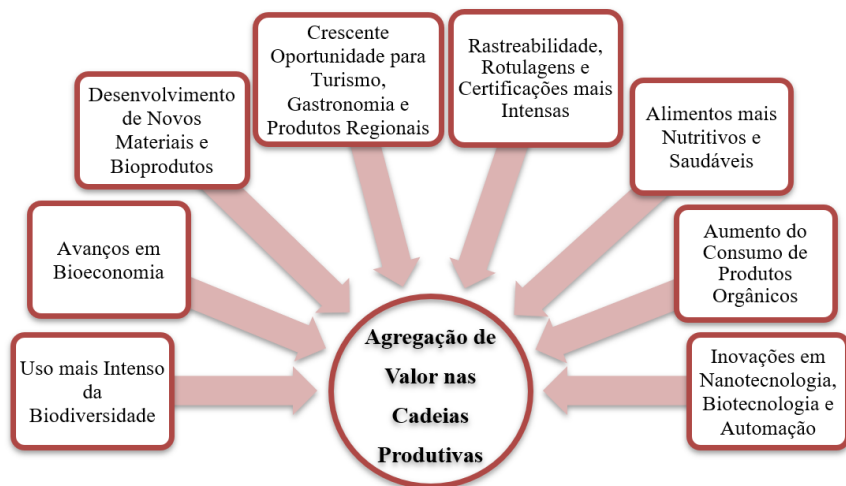 Uso mais Intenso
da
Biodiversidade
Avanços em
Bioeconomia
Desenvolvimento
de Novos
Materiais e
Bioprodutos
Crescente
Oportunidade para
Turismo,
Gastronomia e
Produtos Regionais
Rastreabilidade,
Rotulagens e
Certificações mais
Intensas
Alimentos mais
Nutritivos e
Saudáveis
Aumento do
Consumo de
Produtos
Orgânicos
Inovações em
Nanotecnologia,
Biotecnologia e
Automação
Agregação de
Valor nas
Cadeias
Produtivas